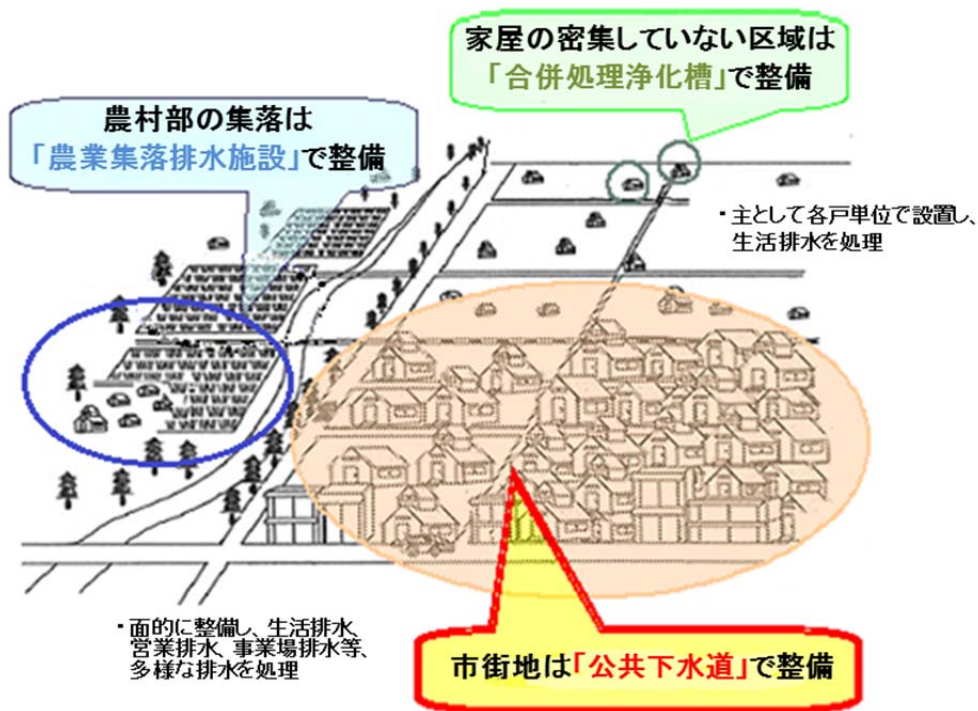 家屋の密集していない区域は
「合併処理浄化槽」で整備
農村部の集落は
「農業集落排水施設」で整備
・主として各戸単位で設置し、
生活排水を処理
・面的に整備し、生活排水、
営業排水、事業場排水等、
多様な排水を処理
市街地は「公共下水道」で整備